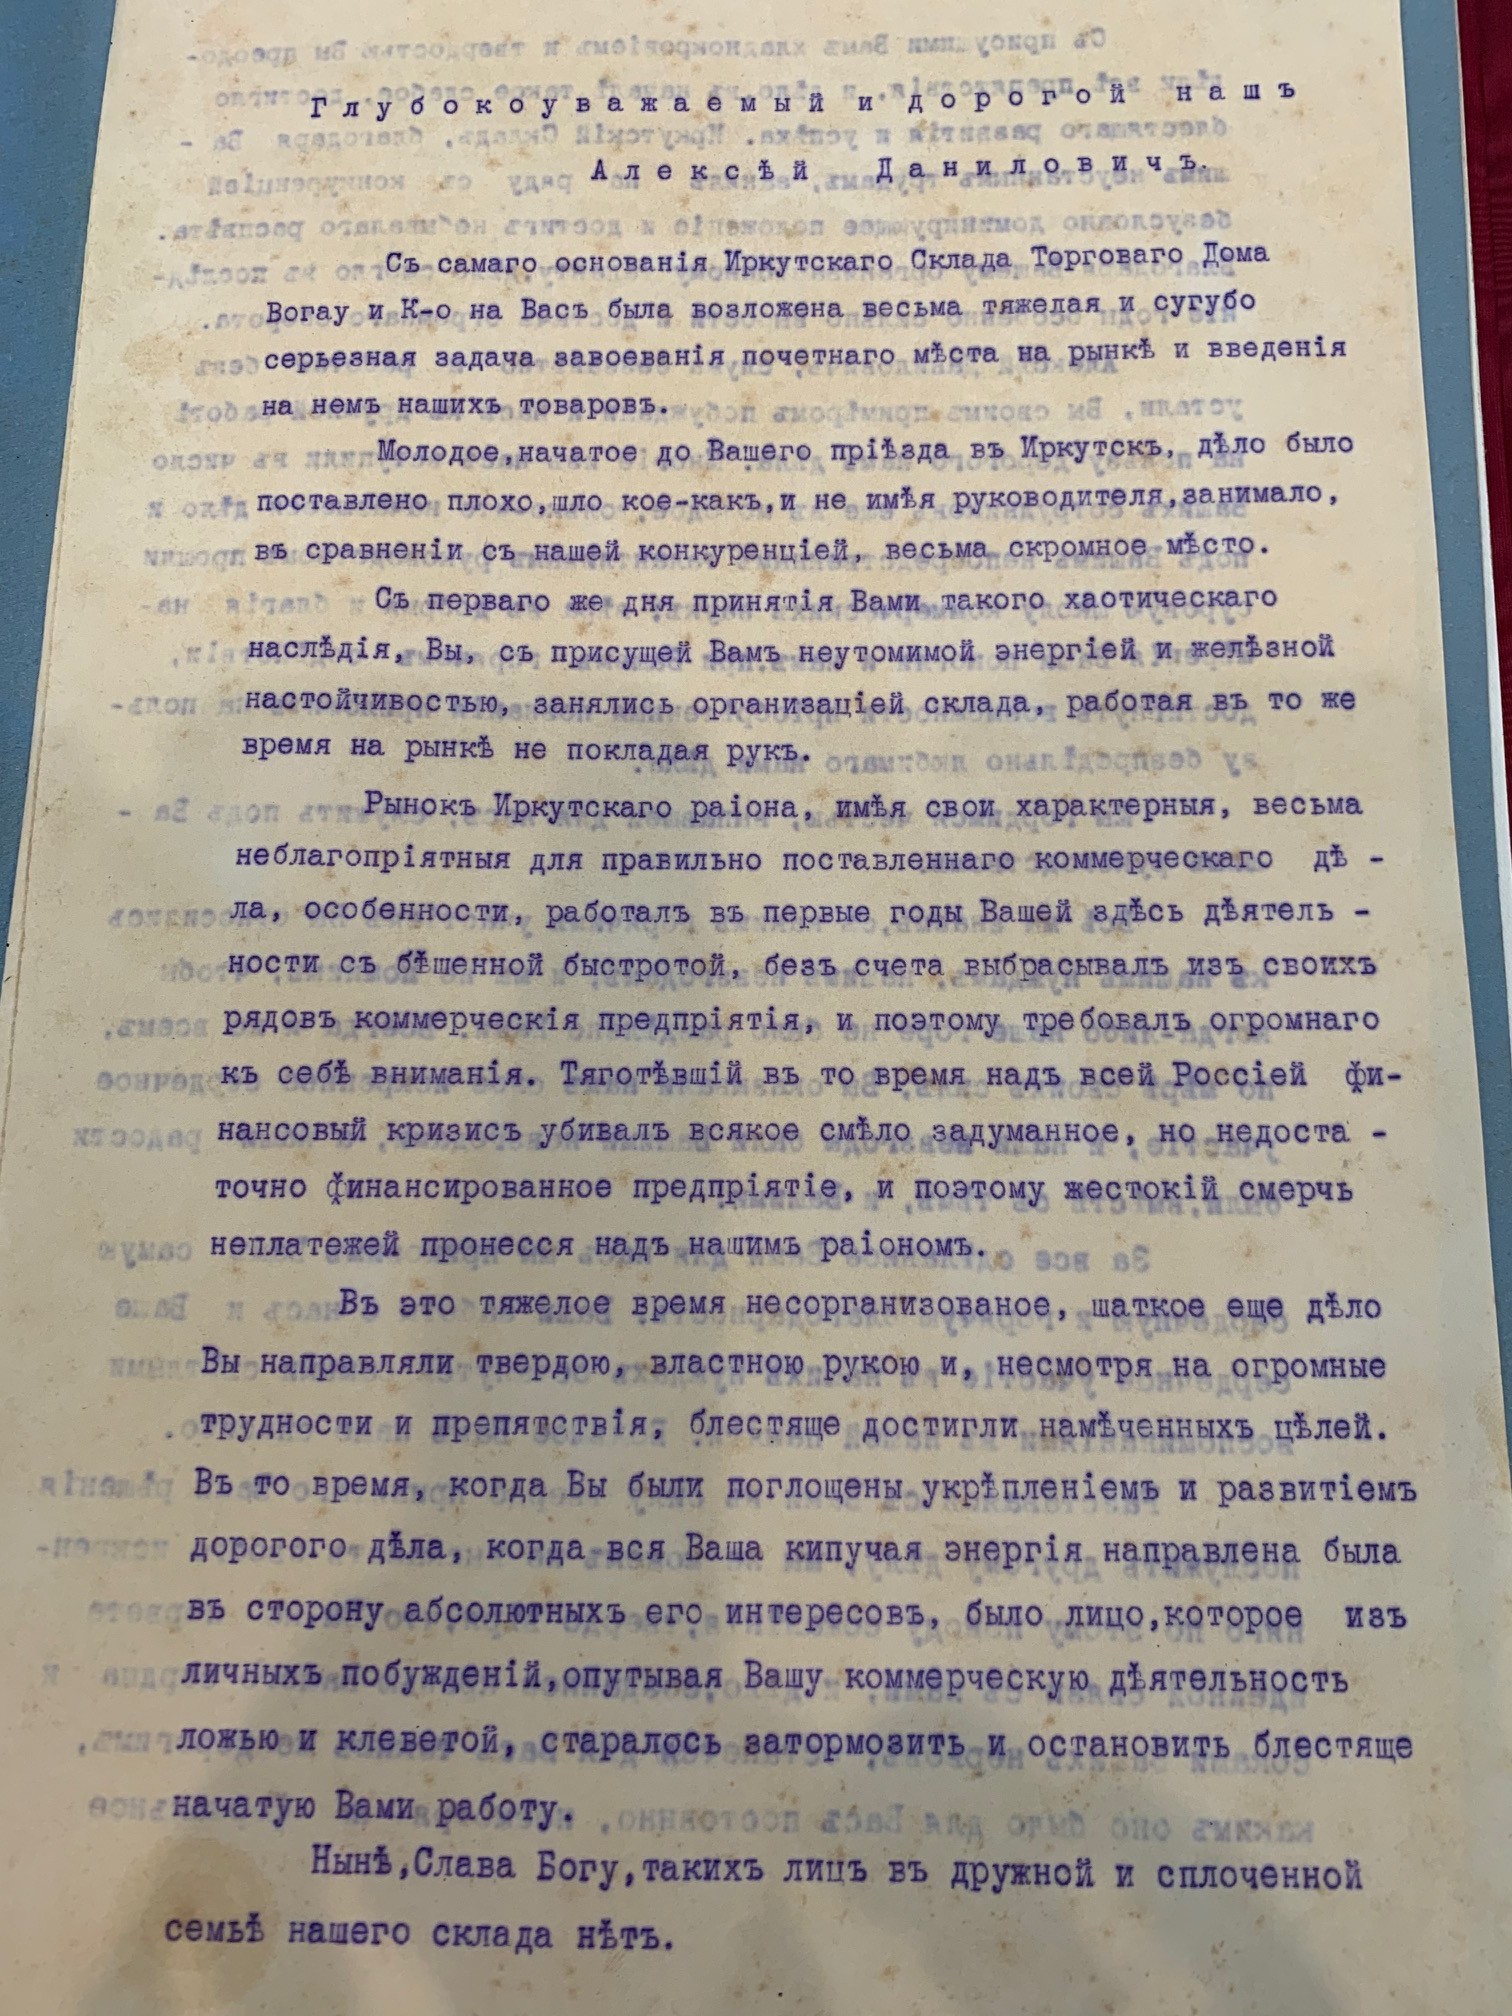 Глубокоуважаемый и дорогой нашъ
Алексѣй Даниловичъ.
Съ самаго основанія Иркутскаго Склада Торговаго Дома
Вогау и К-о на Васъ была возложена весьма тяжелая и сугубо
серьезная задача завоеванія почетнаго мѣста на рынкѣ и введенія
на немъ нашихъ товаровъ.
Молодое,начатое до Вашего пріѣзда въ Иркутскъ, дѣло было
поставлено плохо,шло кое-какъ,и не имѣя руководителя,занимало,
въ сравненіи съ нашей конкуренціей, весьма скромное мѣсто.
Съ перваго же дня принятія Вами такого хаотическаго
наслѣдія, Вы, съ присущей Вамъ неутомимой энергіей и желѣзной
настойчивостью, занялись организаціей склада, работая въ то же
время на рынкѣ не покладая рукъ.
Рынокъ Иркутскаго раіона, имѣя свои характерныя, весьма
неблагопріятныя для правильно поставленнаго коммерческаго дѣ -
ла, особенности, работалъ въ первые годы Вашей здѣсь дѣятель -
ности съ бѣшенной быстротой, безъ счета выбрасывалъ изъ своихъ
рядовъ коммерческія предпріятія, и поэтому требовалъ огромнаго
къ себѣ вниманія. Тяготѣвшій въ то время надъ всей Россіей фи-
нансовый кризисъ убивалъ всякое смѣло задуманное, но недоста -
точно финансированное предпріятіе, и поэтому жестокій смерчь
неплатежей пронесся надъ нашимъ раіономъ.
Въ это тяжелое время несорганизованое, шаткое еще дѣло
Вы направляли твердою, властною рукою и, несмотря на огромные
трудности и препятствія, блестяще достигли намѣченныхъ цѣлей.
Въ то время, когда Вы были поглощены укрѣпленіемъ и развитіемъ
дорогого дѣла, когда вся Ваша кипучая энергія направлена была
въ сторону абсолютныхъ его интересовъ, было лицо,которое изъ
личныхъ побужденій,опутывая Вашу коммерческую дѣятельность
ложью и клеветой, старалось затормозить и остановить блестяще
начатую Вами работу.
Нынѣ,Слава Богу,такихъ лицъ въ дружной и сплоченной
семьѣ нашего склада нѣтъ.